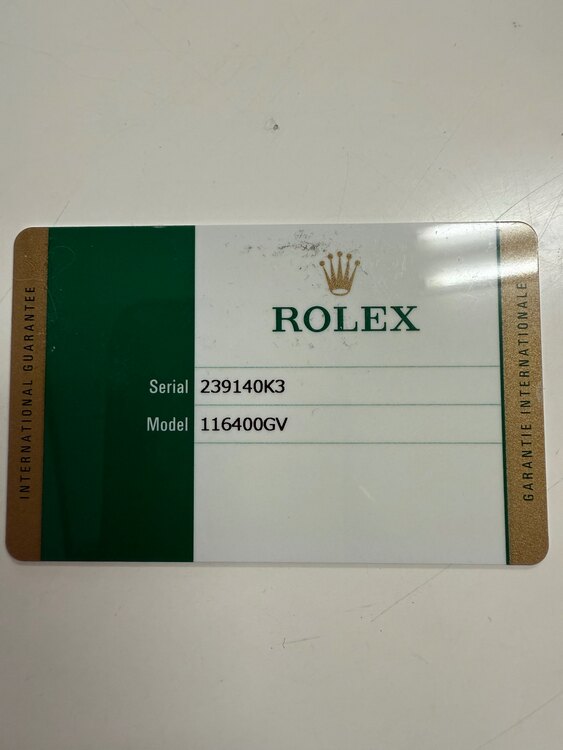 INTERNATIONAL GUARANTEE
ROLEX
Serial 239140K3
Model 116400GV
GARANTIE INTERNATIONALE